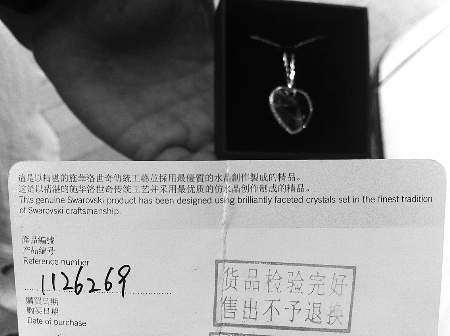 這是以精湛的施華洛世奇傳統工藝並採用最優質的水晶創作製成的精品。
这是以精湛的施华洛世奇传统工艺并采用最优质的仿水晶创作制成的精品。
This genuine Swarovski product has been designed using brilliantly faceted crystals set in the finest tradition
of Swarovski craftsmanship.
商品編號
产品编号
Reference number
1126269
購買日期
购买日期
Date of purchase
货品检验完好
售出不予退换